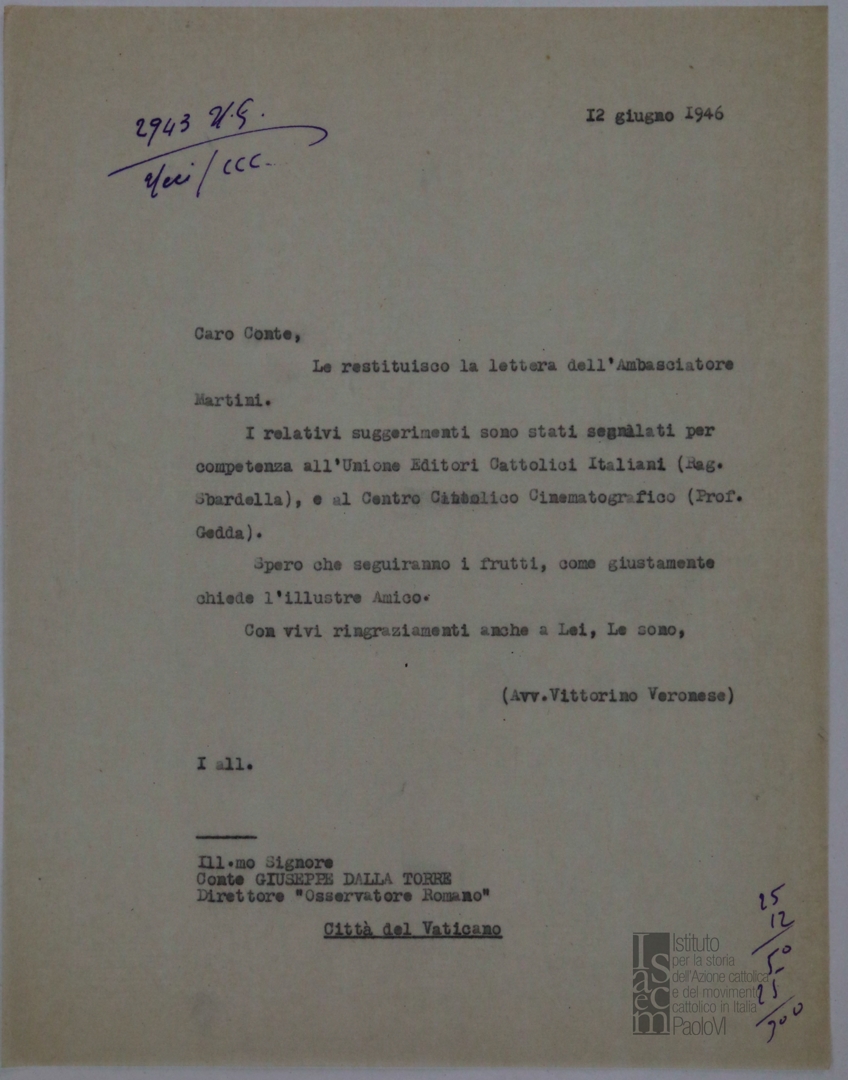 12 giugno 1946
2943
CCC.
Caro Conte,
Le restituisco la lettera dell'Ambasciatore
Martini.
I relativi suggerimenti sono stati segnàlati per
competenza all'Unione Editori Cattolici Italiani (Rag.
Sbardella), e al Centro Cattolico Cinematografico (Prof.
Gedda).
Spero che seguiranno i frutti, come giustamente
chiede l'illustre Amico.
Con vivi ringraziamenti anche a Lei, Le sono,
(Avv.Vittorino Veronese)
I all.
Ill.mo Signore
Conte GIUSEPPE DALLA TORRE
Direttore "Osservatore Romano"
Città del Vaticano
25
12
50
25
300
Isacem
Istituto
per la storia
dell'Azione cattolica
e del movimento
cattolico in Italia
PaoloVI